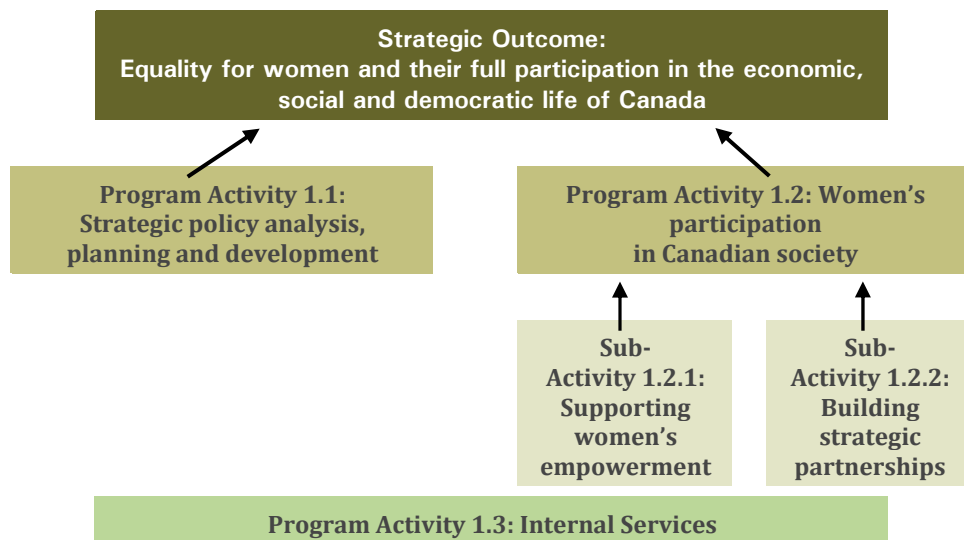 Strategic Outcome:
Equality for women and their full participation in the economic,
social and democratic life of Canada
Program Activity 1.1:
Strategic policy analysis,
planning and development
Program Activity 1.2: Women’s
participation
in Canadian society
Sub-
Activity 1.2.1:
Supporting
women’s
empowerment
Sub-
Activity 1.2.2:
Building
strategic
partnerships
Program Activity 1.3: Internal Services